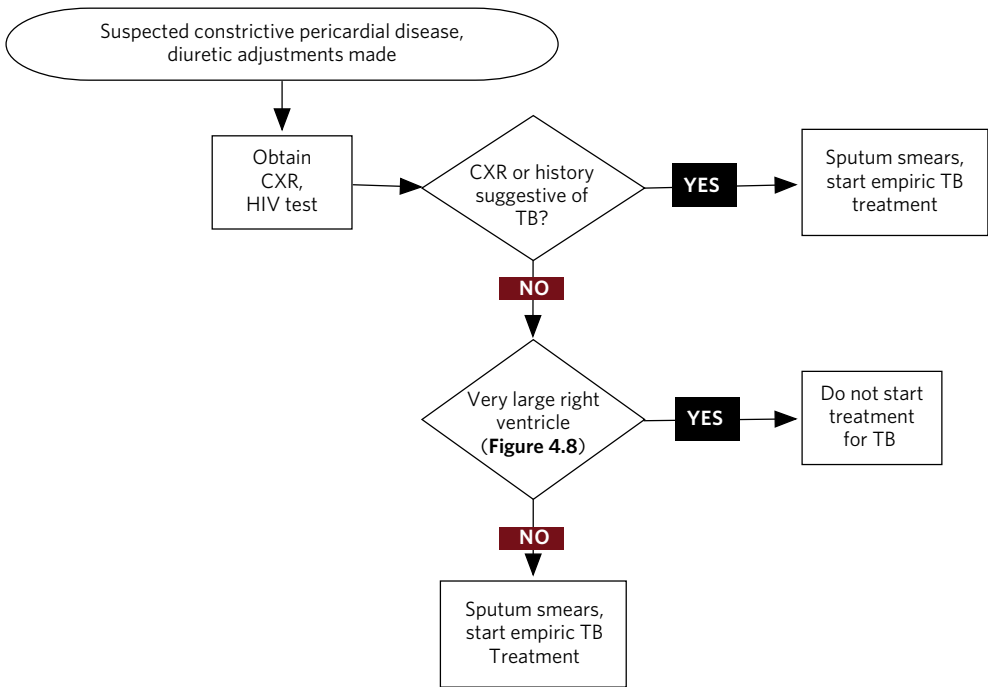 Suspected constrictive pericardial disease,
diuretic adjustments made
Obtain
CXR,
HIV test
CXR or history
suggestive of
TB?
YES
Sputum smears,
start empiric TB
treatment
NO
Very large right
ventricle
(Figure 4.8)
YES
Do not start
treatment
for TB
NO
Sputum smears,
start empiric TB
Treatment